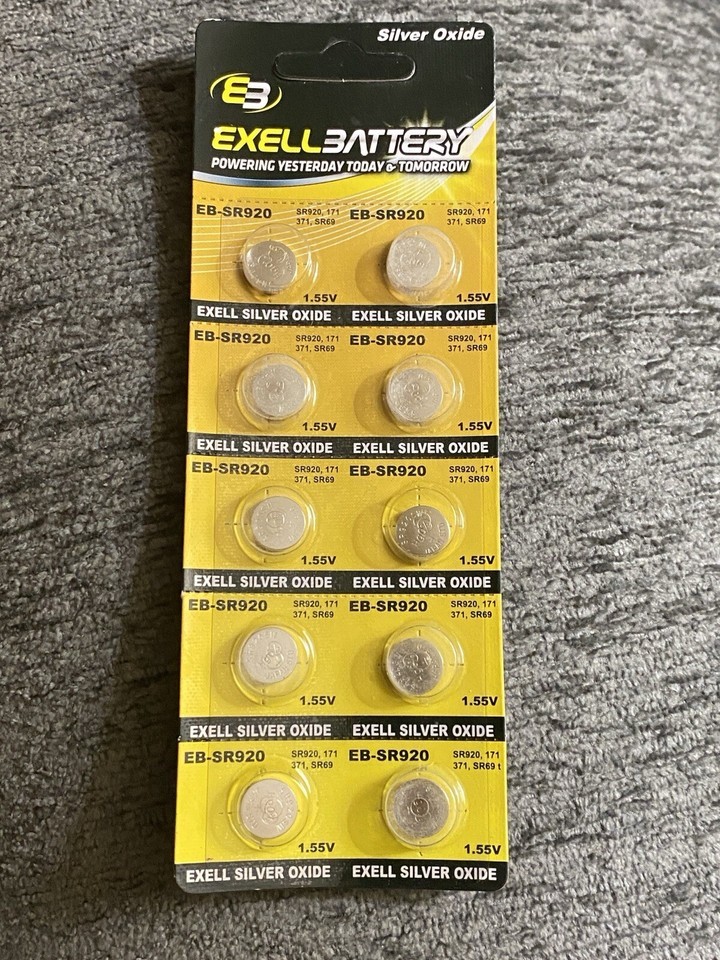 Silver Oxide
EB
EXELLBATTERY
POWERING YESTERDAY TODAY & TOMORROW
EB-SR920
SR920, 171
371, SR69
1.55V
EXELL SILVER OXIDE
EB-SR920
SR920, 171
371, SR69
1.55V
EXELL SILVER OXIDE
EB-SR920
SR920, 171
371, SR69
1.55V
EXELL SILVER OXIDE
EB-SR920
SR920, 171
371, SR69
1.55V
EXELL SILVER OXIDE
EB-SR920
SR920, 171
371, SR69
1.55V
EXELL SILVER OXIDE
EB-SR920
SR920, 171
371, SR69
1.55V
EXELL SILVER OXIDE
EB-SR920
SR920, 171
371, SR69
1.55V
EXELL SILVER OXIDE
EB-SR920
SR920, 171
371, SR69
1.55V
EXELL SILVER OXIDE
EB-SR920
SR920, 171
371, SR69
1.55V
EXELL SILVER OXIDE
EB-SR920
SR920, 171
371, SR69 t
1.55V
EXELL SILVER OXIDE